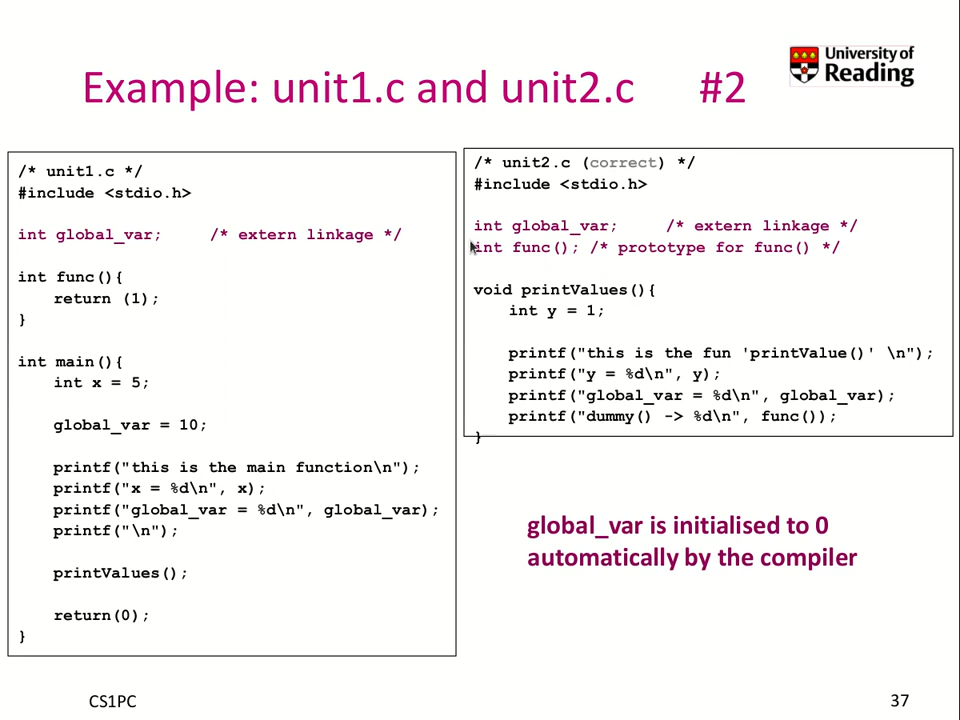 Example: unit1.c and unit2.c #2
University of
Reading
/* unit1.c */
#include <stdio.h>
int global_var; /* extern linkage */
int func(){
return (1);
}
int main(){
int x = 5;
global_var = 10;
printf("this is the main function\n");
printf("x = %d\n", x);
printf("global_var = %d\n", global_var);
printf("\n");
printValues();
return(0);
}
/* unit2.c (correct) */
#include <stdio.h>
int global_var; /* extern linkage */
int func(); /* prototype for func() */
void printValues(){
int y = 1;
printf("this is the fun 'printValue()' \n");
printf("y = %d\n", y);
printf("global_var = %d\n", global_var);
printf("dummy() -> %d\n", func());
}
global_var is initialised to 0
automatically by the compiler
CS1PC
37